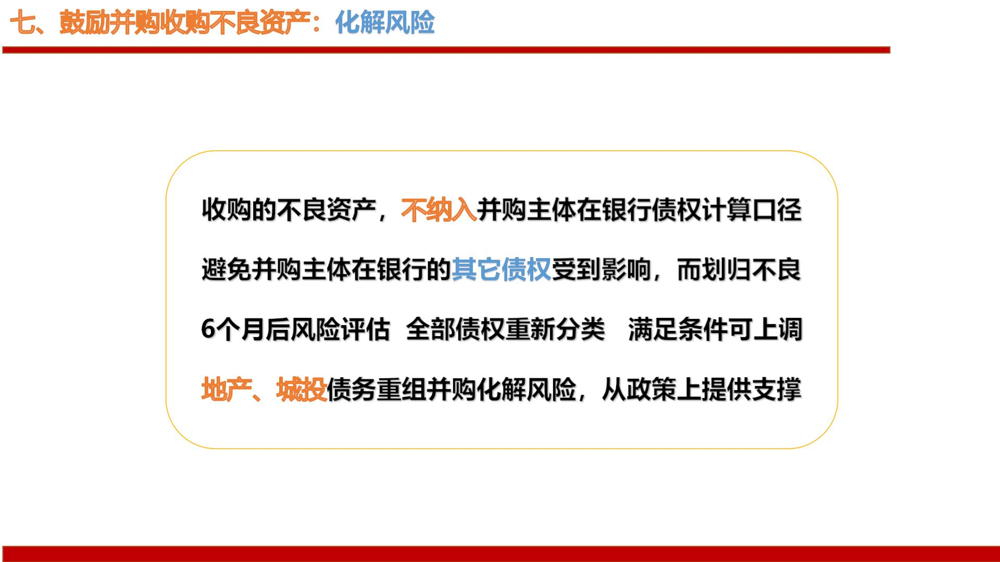 七、鼓励并购收购不良资产：化解风险
收购的不良资产，不纳入并购主体在银行债权计算口径
避免并购主体在银行的其它债权受到影响，而划归不良
6个月后风险评估 全部债权重新分类 满足条件可上调
地产、城投债务重组并购化解风险，从政策上提供支撑